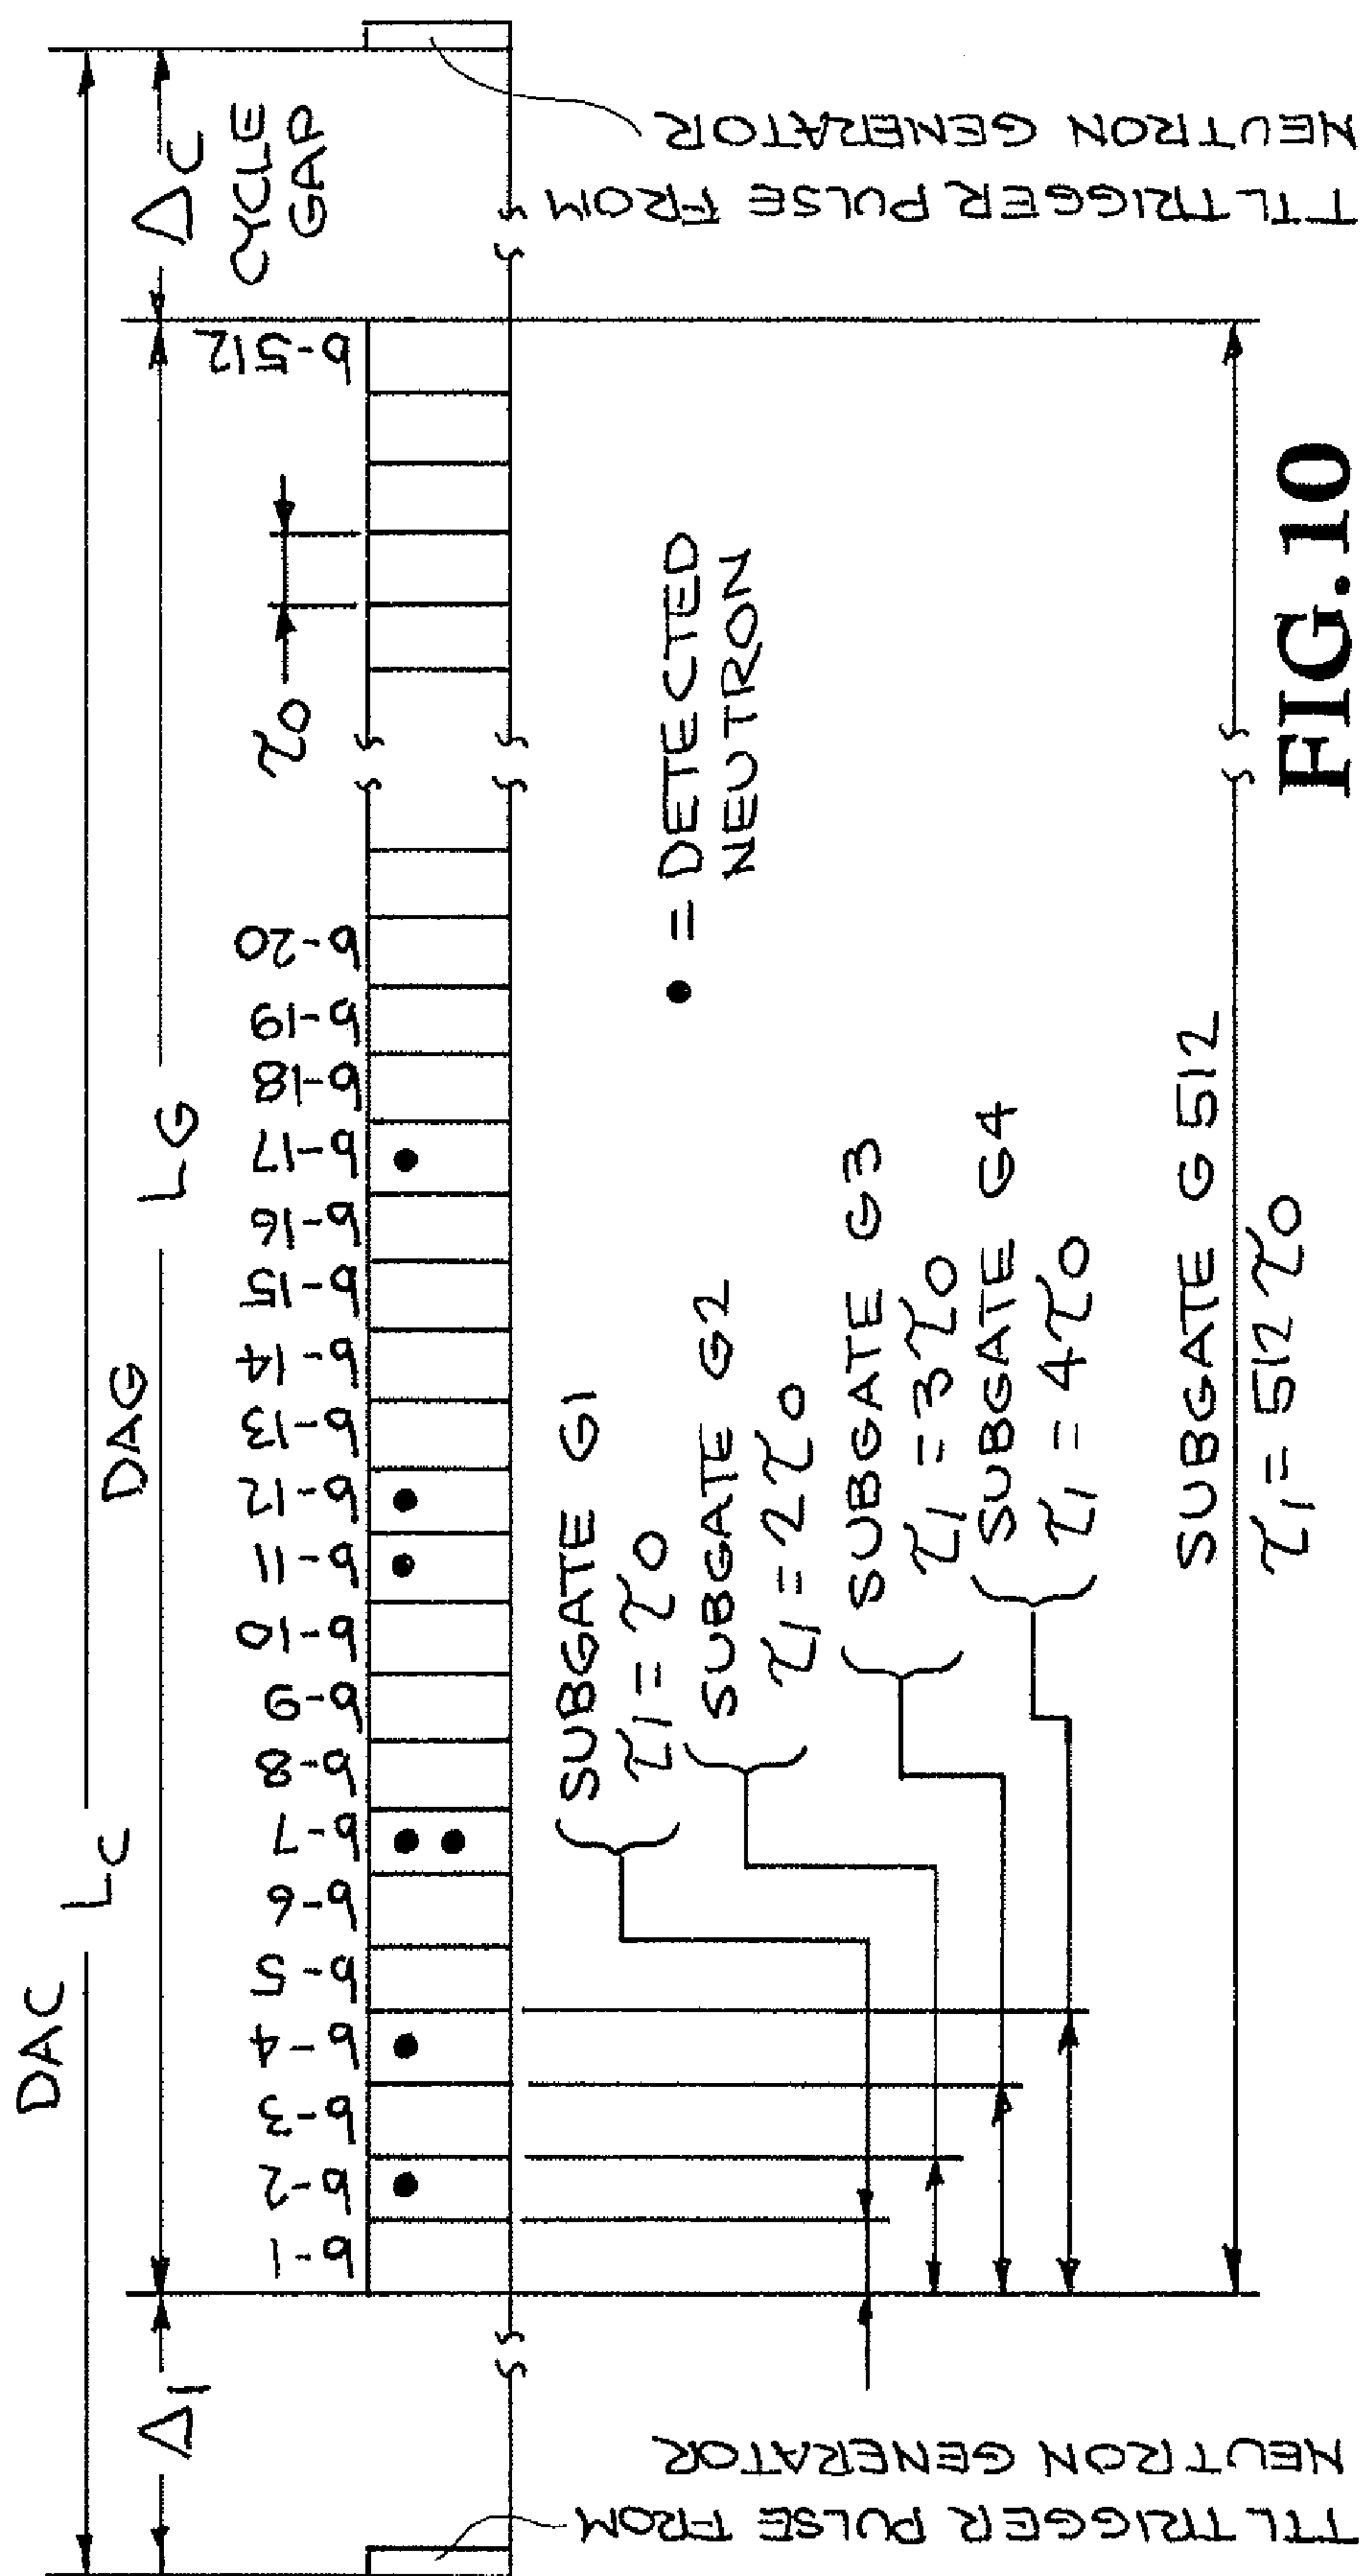 DAC LC
DAG LG
Δ1
ΔC
CYCLE
GAP
b-1
b-2
b-3
b-4
b-5
b-6
b-7
b-8
b-9
b-10
b-11
b-12
b-13
b-14
b-15
b-16
b-17
b-18
b-19
b-20
τ0
b-512
TTL TRIGGER PULSE FROM
NEUTRON GENERATOR
TTL TRIGGER PULSE FROM
NEUTRON GENERATOR
SUBGATE G1
τ1 = τ0
SUBGATE G2
τ1 = 2τ0
SUBGATE G3
τ1 = 3τ0
SUBGATE G4
τ1 = 4τ0
SUBGATE G512
τ1 = 512τ0
= DETECTED
NEUTRON
FIG.10